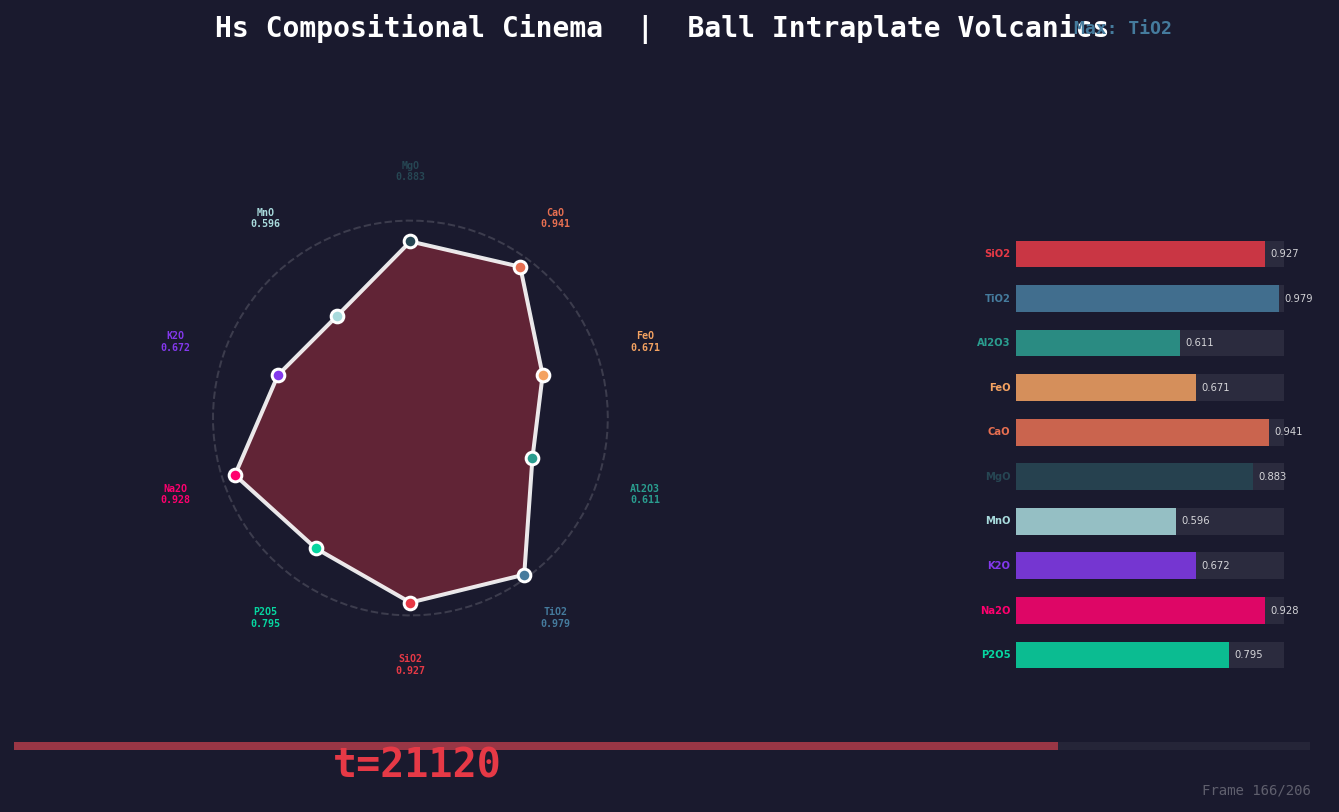 Hs Compositional Cinema | Ball Intraplate Volcanics
Max: TiO2
MgO
0.883
MnO
0.596
CaO
0.941
K2O
0.672
FeO
0.671
Na2O
0.928
Al2O3
0.611
P2O5
0.795
TiO2
0.979
SiO2
0.927
SiO2 0.927
TiO2 0.979
Al2O3 0.611
FeO 0.671
CaO 0.941
MgO 0.883
MnO 0.596
K2O 0.672
Na2O 0.928
P2O5 0.795
t=21120
Frame 166/206